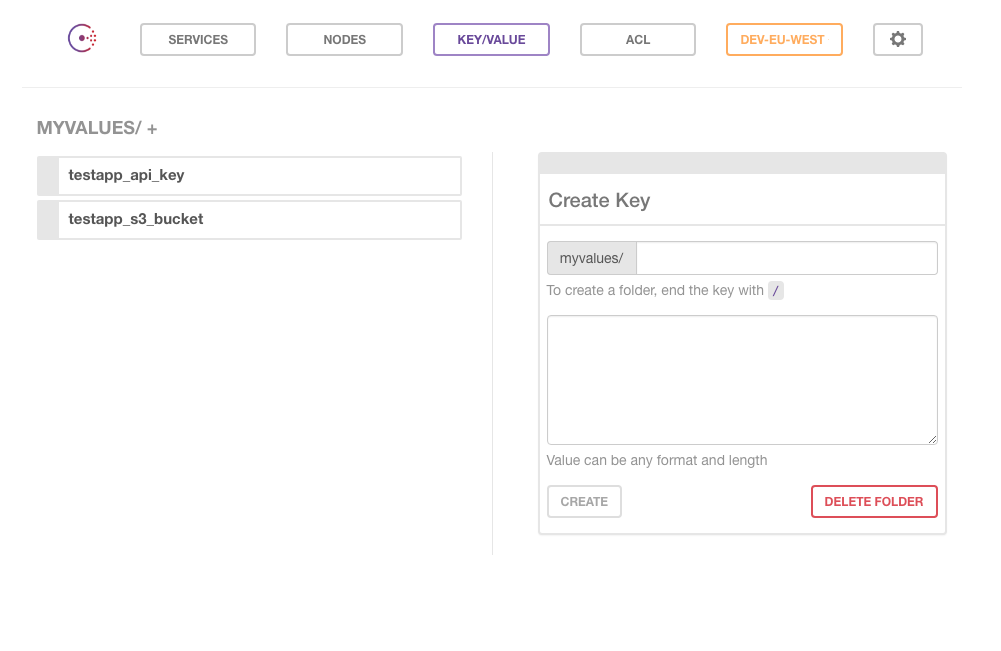 SERVICES NODES KEY/VALUE ACL DEV-EU-WEST
MYVALUES/ +
testapp_api_key
testapp_s3_bucket
Create Key
myvalues/
To create a folder, end the key with /
Value can be any format and length
CREATE DELETE FOLDER